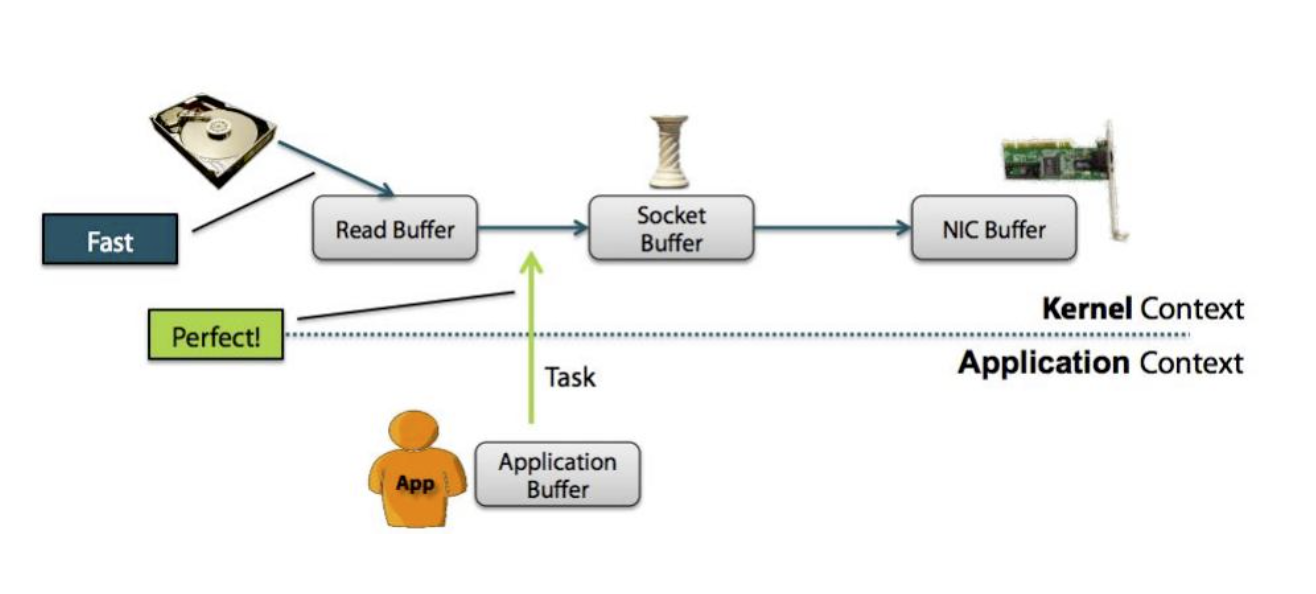 Fast
Read Buffer
Socket
Buffer
NIC Buffer
Kernel Context
Perfect!
Application Context
Task
App
Application
Buffer